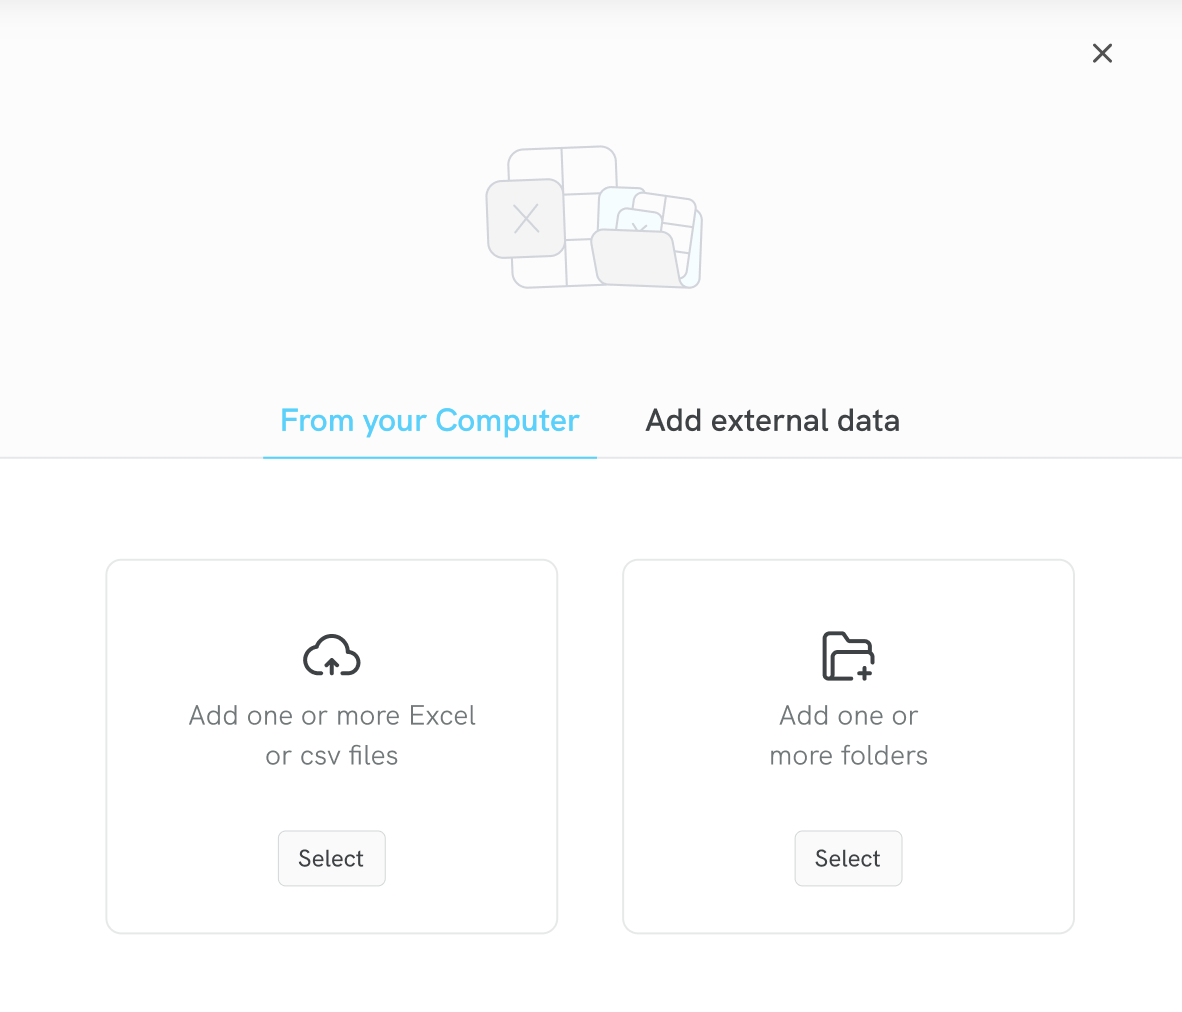 From your Computer
Add external data
Add one or more Excel
or csv files
Select
Add one or
more folders
Select